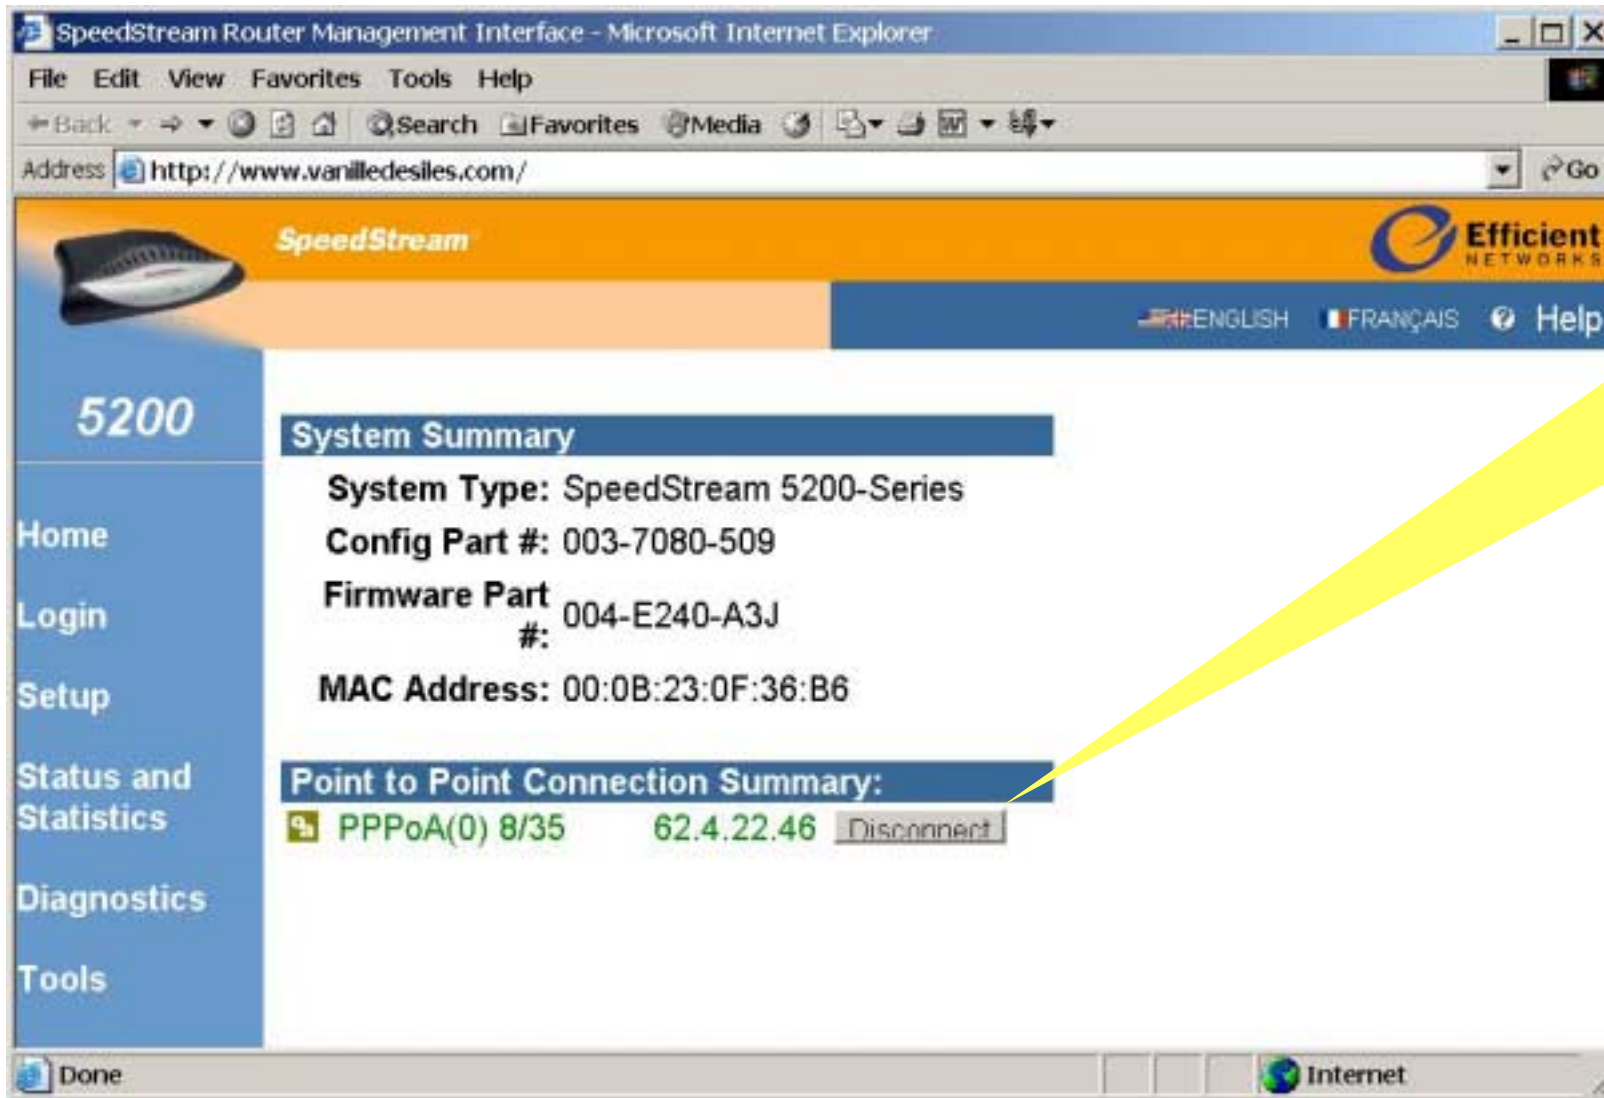 SpeedStream Router Management Interface - Microsoft Internet Explorer
File Edit View Favorites Tools Help
Back Search Favorites Media
Address http://www.vanilledesiles.com/ Go
SpeedStream
Efficient
NETWORKS
ENGLISH FRANÇAIS ? Help
5200
System Summary
System Type: SpeedStream 5200-Series
Config Part #: 003-7080-509
Firmware Part
#: 004-E240-A3J
MAC Address: 00:0B:23:0F:36:B6
Home
Login
Setup
Status and
Statistics
Diagnostics
Tools
Point to Point Connection Summary:
PPPoA(0) 8/35 62.4.22.46 Disconnect
Done Internet